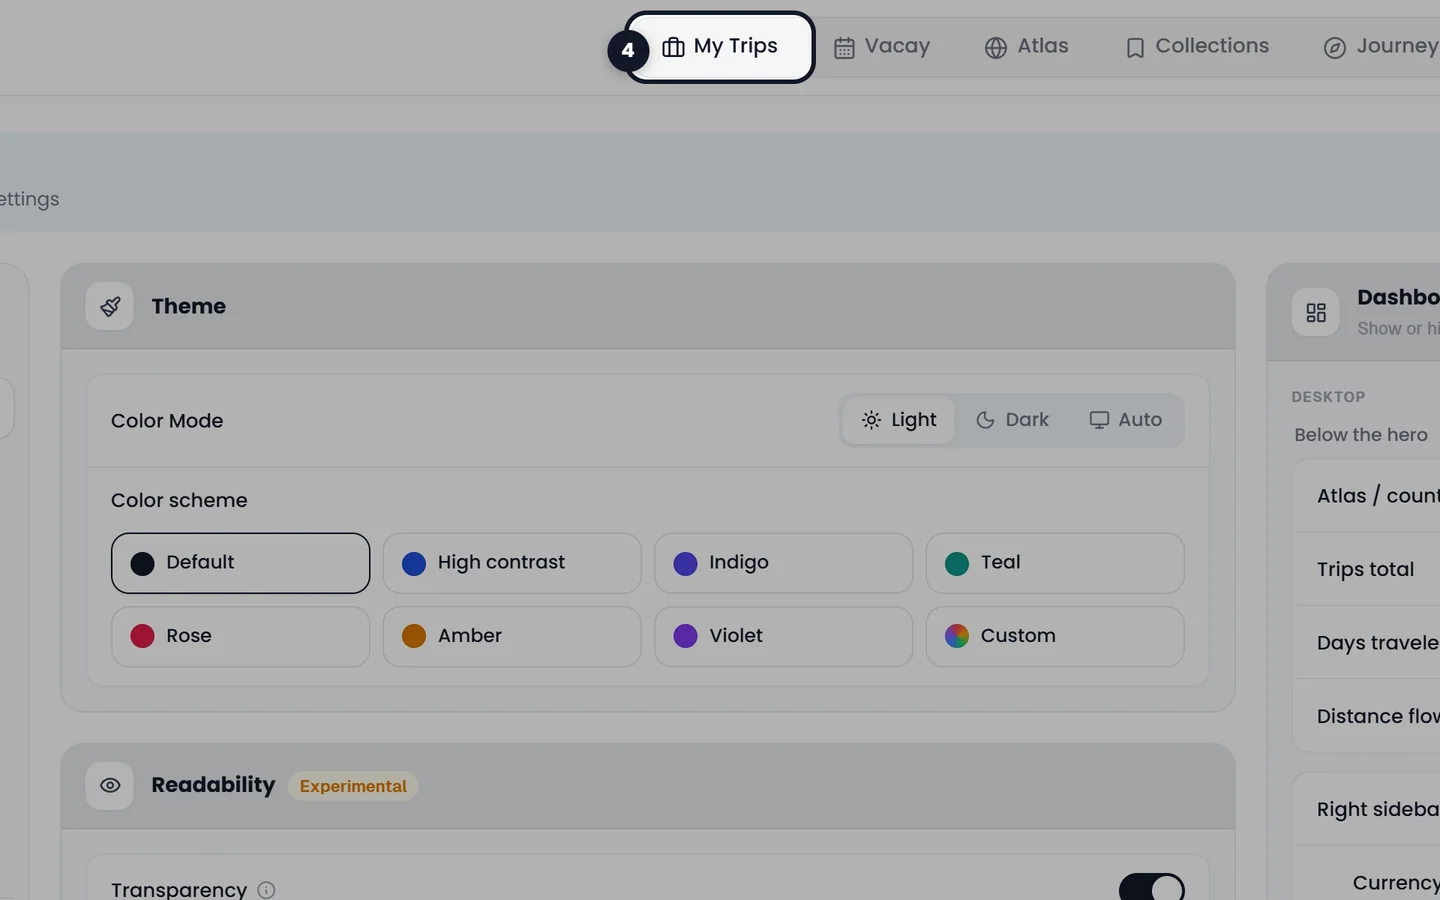 4
My Trips
Vacay
Atlas
Collections
Journey
ettings
Theme
Color Mode
Light
Dark
Auto
Color scheme
Default
High contrast
Indigo
Teal
Rose
Amber
Violet
Custom
Readability
Experimental
Transparency
Dashbo
Show or hi
DESKTOP
Below the hero
Atlas / count
Trips total
Days travele
Distance flow
Right sideba
Currency